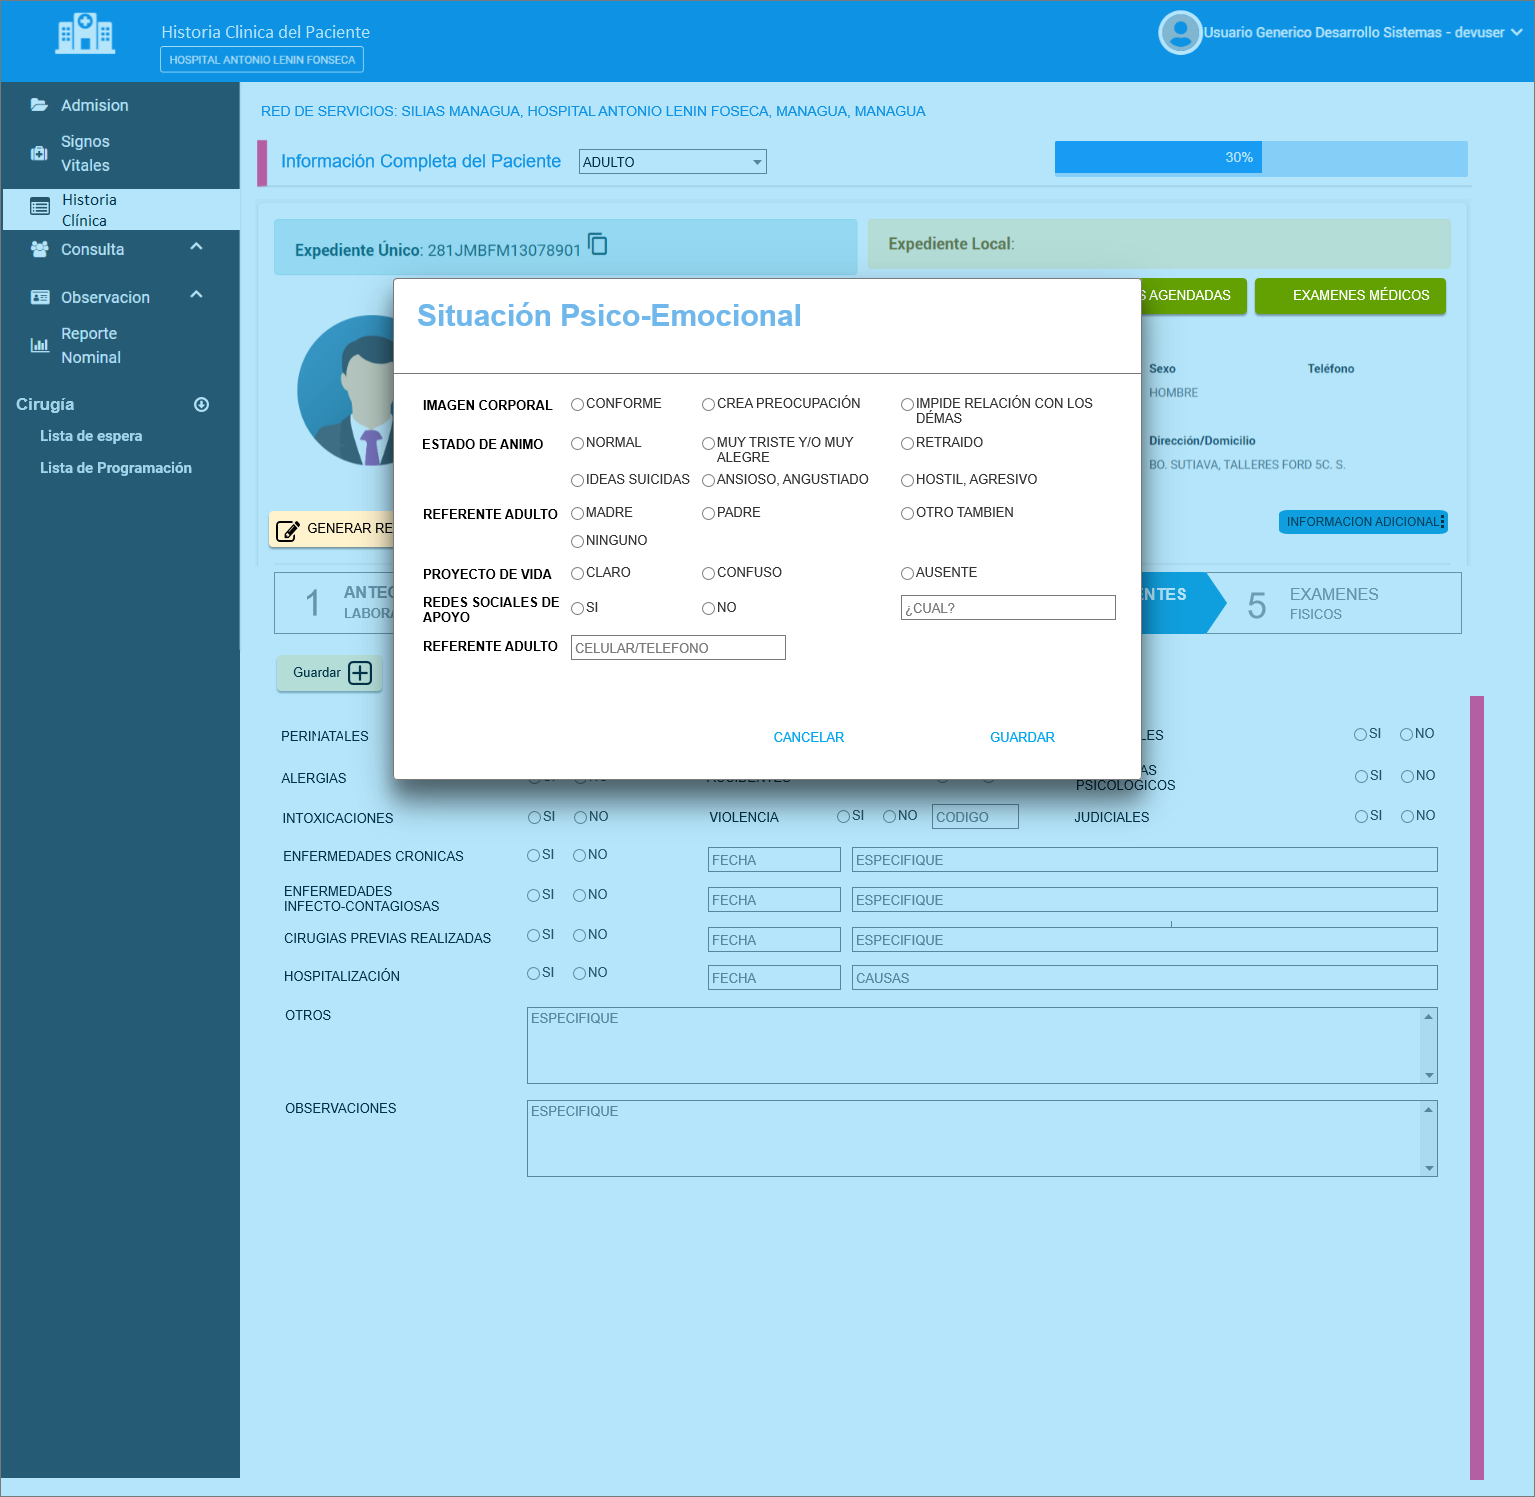 Historia Clinica del Paciente
HOSPITAL ANTONIO LENIN FONSECA
Usuario Generico Desarrollo Sistemas - devuser
Admision
Signos
Vitales
Historia
Clínica
Consulta
Observacion
Reporte
Nominal
Cirugía
Lista de espera
Lista de Programación
RED DE SERVICIOS: SILIAS MANAGUA, HOSPITAL ANTONIO LENIN FOSECA, MANAGUA, MANAGUA
Información Completa del Paciente
ADULTO
30%
Expediente Único: 281JMBFM13078901
Expediente Local:
S AGENDADAS
EXAMENES MÉDICOS
Sexo
Teléfono
HOMBRE
Dirección/Domicilio
BO. SUTIAVA, TALLERES FORD 5C. S.
GENERAR RE
INFORMACION ADICIONAL
1
ANTEC
LABORA
ENTES
5
EXAMENES
FISICOS
Guardar
Situación Psico-Emocional
IMAGEN CORPORAL
CONFORME
CREA PREOCUPACIÓN
IMPIDE RELACIÓN CON LOS
DÉMAS
ESTADO DE ANIMO
NORMAL
MUY TRISTE Y/O MUY
ALEGRE
RETRAIDO
IDEAS SUICIDAS
ANSIOSO, ANGUSTIADO
HOSTIL, AGRESIVO
REFERENTE ADULTO
MADRE
PADRE
OTRO TAMBIEN
NINGUNO
PROYECTO DE VIDA
CLARO
CONFUSO
AUSENTE
REDES SOCIALES DE
APOYO
SI
NO
¿CUAL?
REFERENTE ADULTO
CELULAR/TELEFONO
CANCELAR
GUARDAR
PERINATALES
LES
SI
NO
ALERGIAS
AS
PSICOLOGICOS
SI
NO
INTOXICACIONES
SI
NO
VIOLENCIA
SI
NO
CODIGO
JUDICIALES
SI
NO
ENFERMEDADES CRONICAS
SI
NO
FECHA
ESPECIFIQUE
ENFERMEDADES
INFECTO-CONTAGIOSAS
SI
NO
FECHA
ESPECIFIQUE
CIRUGIAS PREVIAS REALIZADAS
SI
NO
FECHA
ESPECIFIQUE
HOSPITALIZACIÓN
SI
NO
FECHA
CAUSAS
OTROS
ESPECIFIQUE
OBSERVACIONES
ESPECIFIQUE